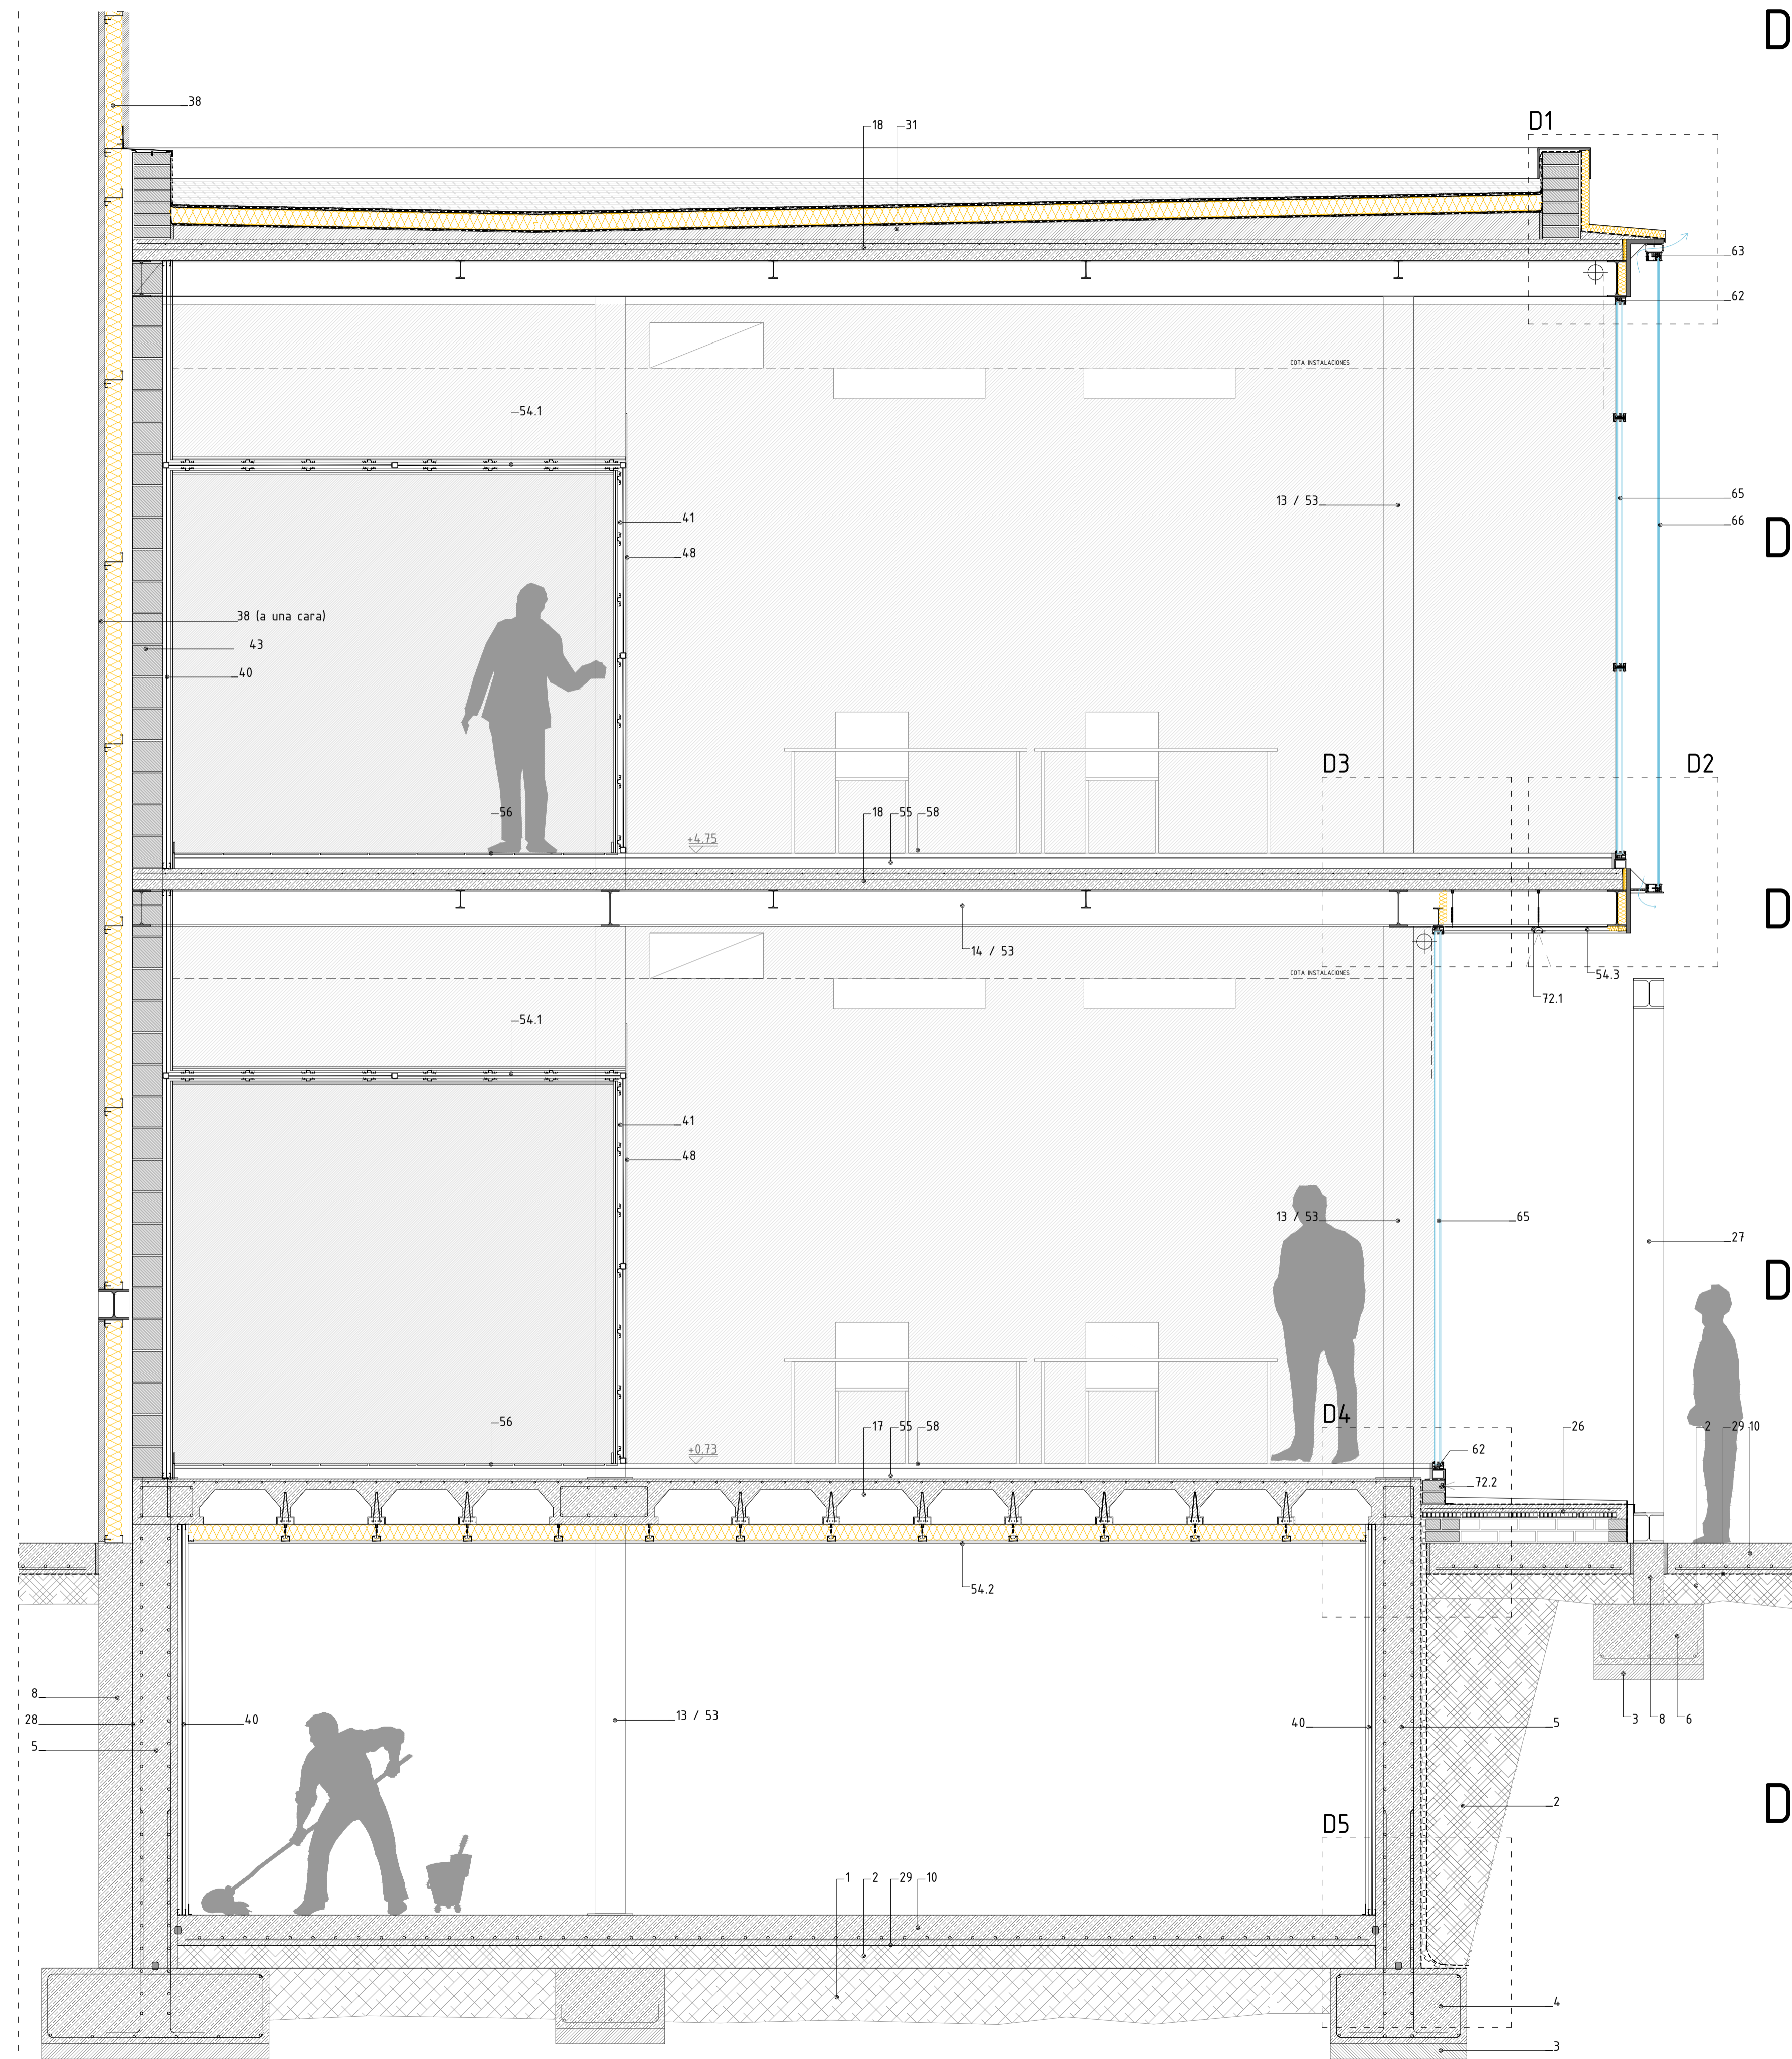 D
38
18 31
D1
63
62
COTA INSTALACIONES
54.1
65
13 / 53
41
66
D
48
38 (a una cara)
43
40
D3
D2
56
18 55 58
+4.75
D
14 / 53
54.3
COTA INSTALACIONES
72.1
54.1
41
48
13 / 53
65
27
D
D4
56
17 55 58
26
2 29 10
+0.73
62
72.2
54.2
8
13 / 53
28
40
40
5
3 8 6
5
2
D
D5
1 2 29 10
4
3